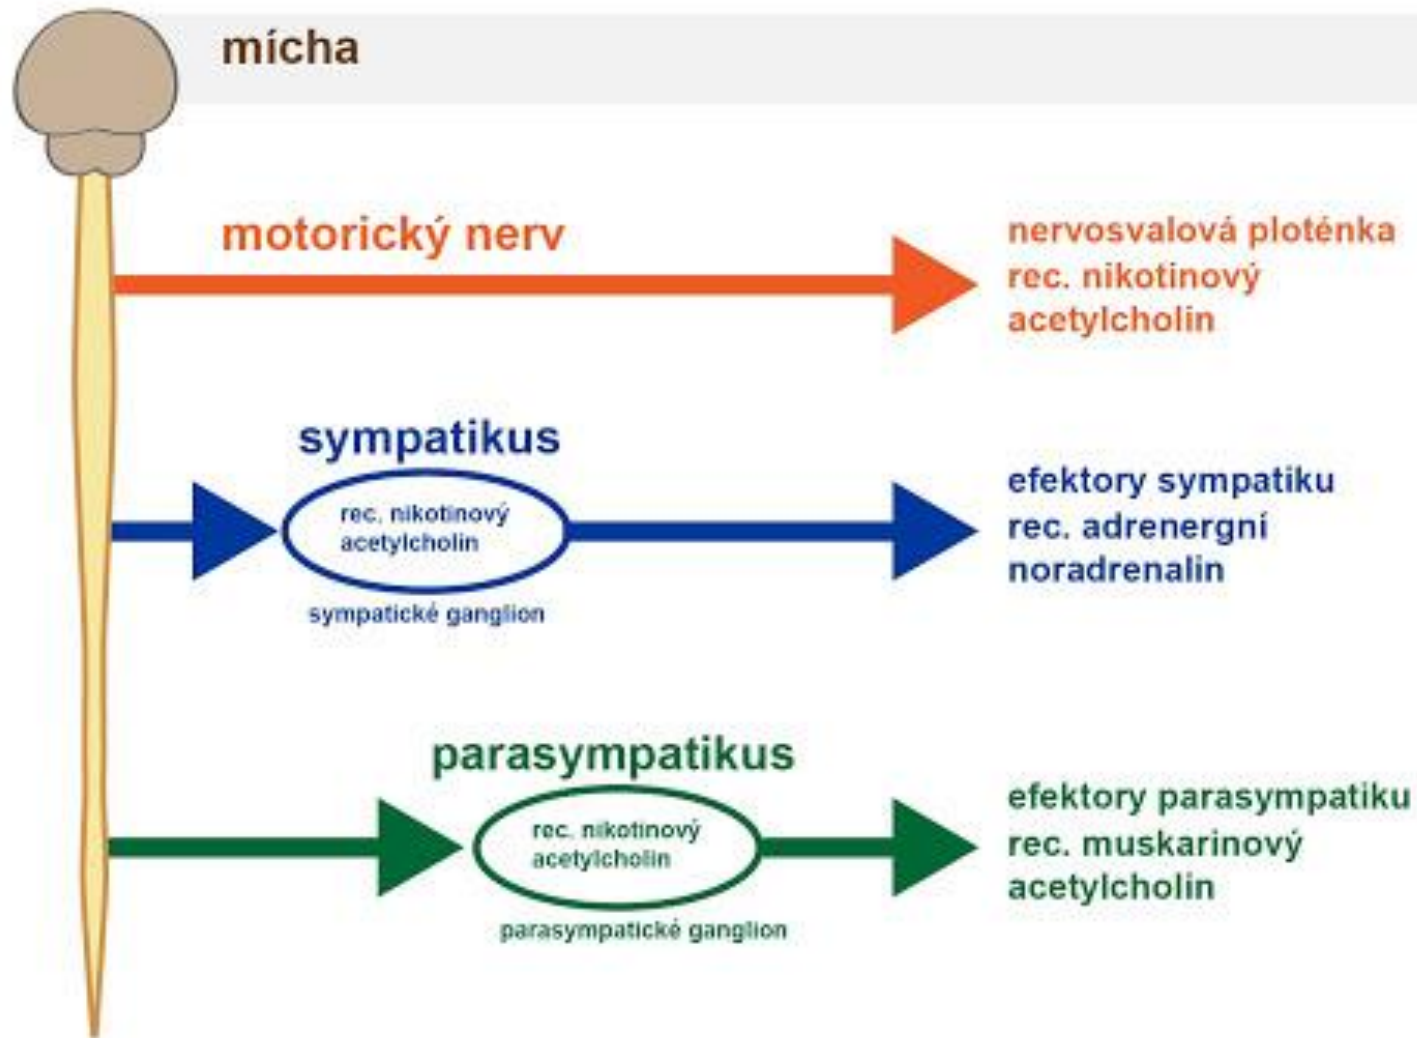 mícha
motorický nerv
nervosvalová ploténka
rec. nikotinový
acetylcholin
sympatikus
rec. nikotinový
acetylcholin
sympatické ganglion
efektory sympatiku
rec. adrenergní
noradrenalin
parasympatikus
rec. nikotinový
acetylcholin
parasympatické ganglion
efektory parasympatiku
rec. muskarinový
acetylcholin